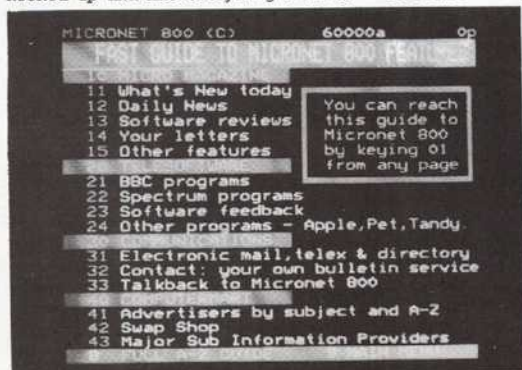 MICRONET 800 (C) 60000a 0p
FAST GUIDE TO MICRONET 800 FEATURES
10 MICRO MAGAZINE
11 What's New today
12 Daily News
13 Software reviews
14 Your letters
15 Other features
You can reach
this guide to
Micronet 800
by keying 01
from any page
20 TELESOFTWARE
21 BBC programs
22 Spectrum programs
23 Software feedback
24 Other programs - Apple,Pet,Tandy.
30 COMMUNICATIONS
31 Electronic mail,telex & directory
32 Contact: your own bulletin service
33 Talkback to Micronet 800
40 COMPUTERMART
41 Advertisers by subject and A-Z
42 Swap Shop
43 Major Sub Information Providers